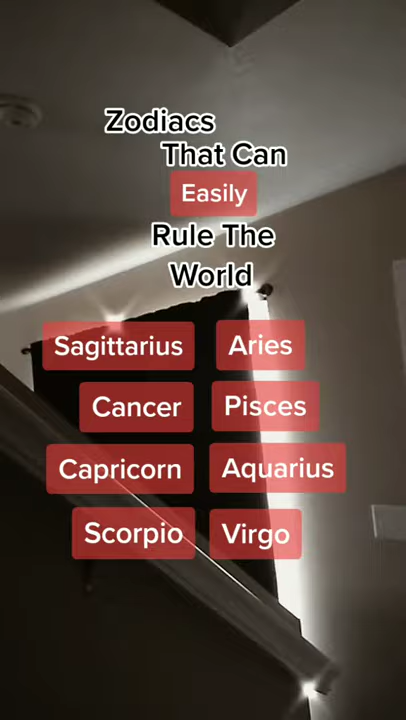 Zodiacs
That Can
Easily
Rule The
World
Sagittarius Aries
Cancer Pisces
Capricorn Aquarius
Scorpio Virgo